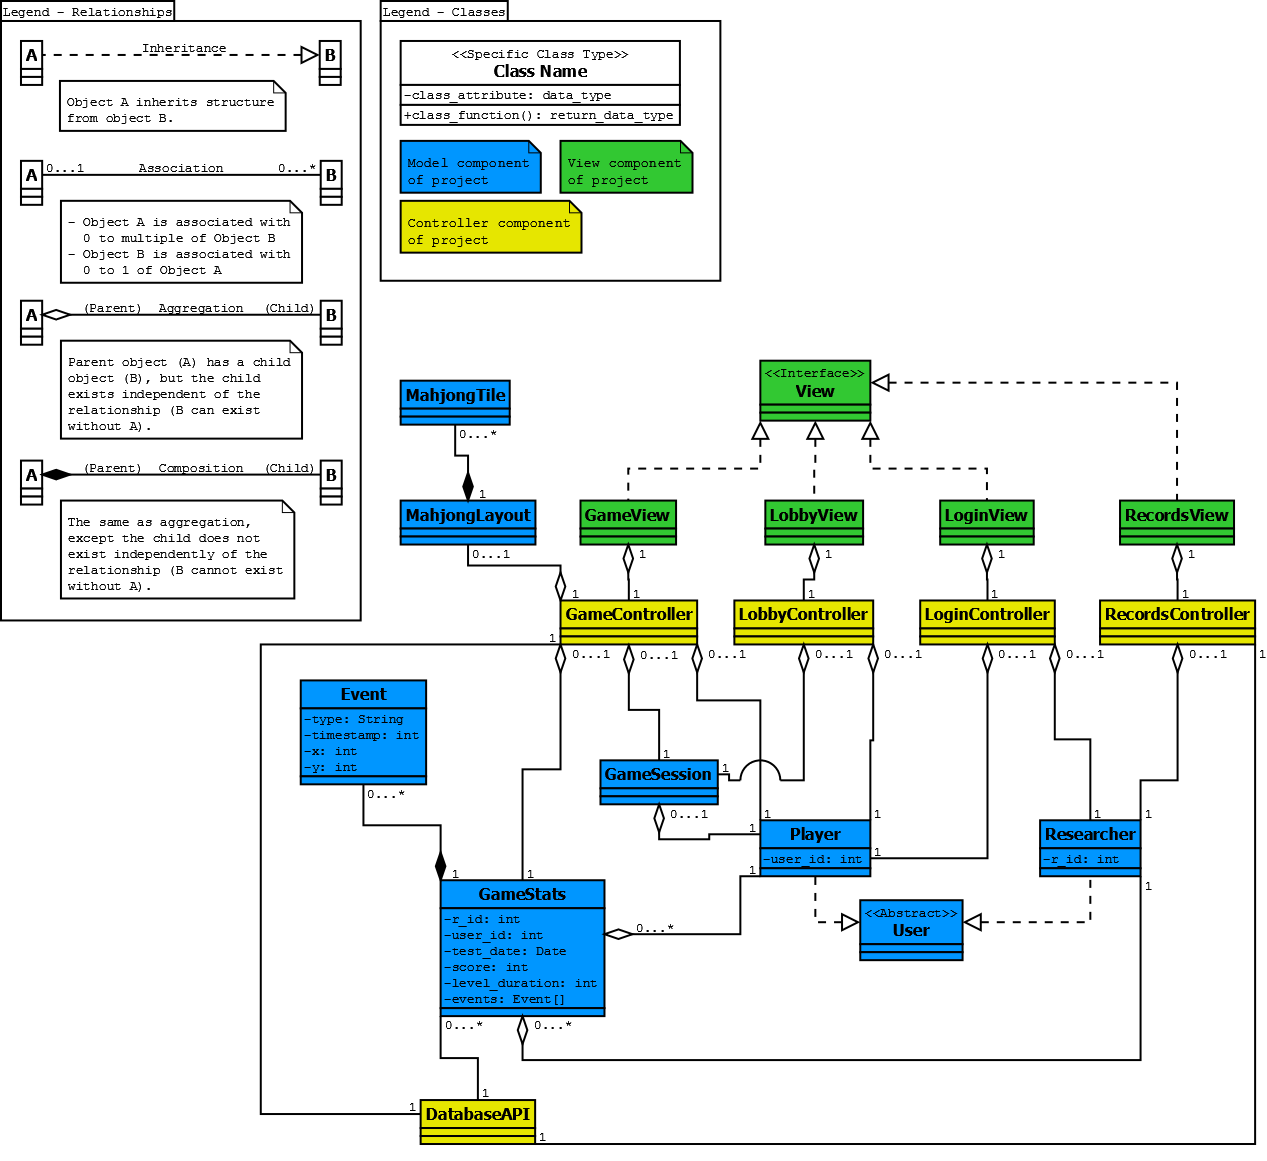 Legend - Relationships
A
Inheritance
B
Object A inherits structure
from object B.
A
0...1
Association
0...*
B
- Object A is associated with
0 to multiple of Object B
- Object B is associated with
0 to 1 of Object A
A
(Parent)
Aggregation
(Child)
B
Parent object (A) has a child
object (B), but the child
exists independent of the
relationship (B can exist
without A).
A
(Parent)
Composition
(Child)
B
The same as aggregation,
except the child does not
exist independently of the
relationship (B cannot exist
without A).
Legend - Classes
<<Specific Class Type>>
Class Name
-class_attribute: data_type
+class_function(): return_data_type
Model component
of project
View component
of project
Controller component
of project
MahjongTile
0...*
1
MahjongLayout
0...1
1
<<Interface>>
View
GameView
1
1
LobbyView
1
1
LoginView
1
1
RecordsView
1
1
GameController
1
0...1
0...1
0...1
LobbyController
0...1
0...1
LoginController
0...1
0...1
RecordsController
0...1
1
Event
-type: String
-timestamp: int
-x: int
-y: int
0...*
1
1
1
GameSession
1
0...1
1
1
1
1
1
Player
-user_id: int
1
1
Researcher
-r_id: int
1
<<Abstract>>
User
GameStats
-r_id: int
-user_id: int
-test_date: Date
-score: int
-level_duration: int
-events: Event[]
0...*
0...*
0...*
1
1
DatabaseAPI
1